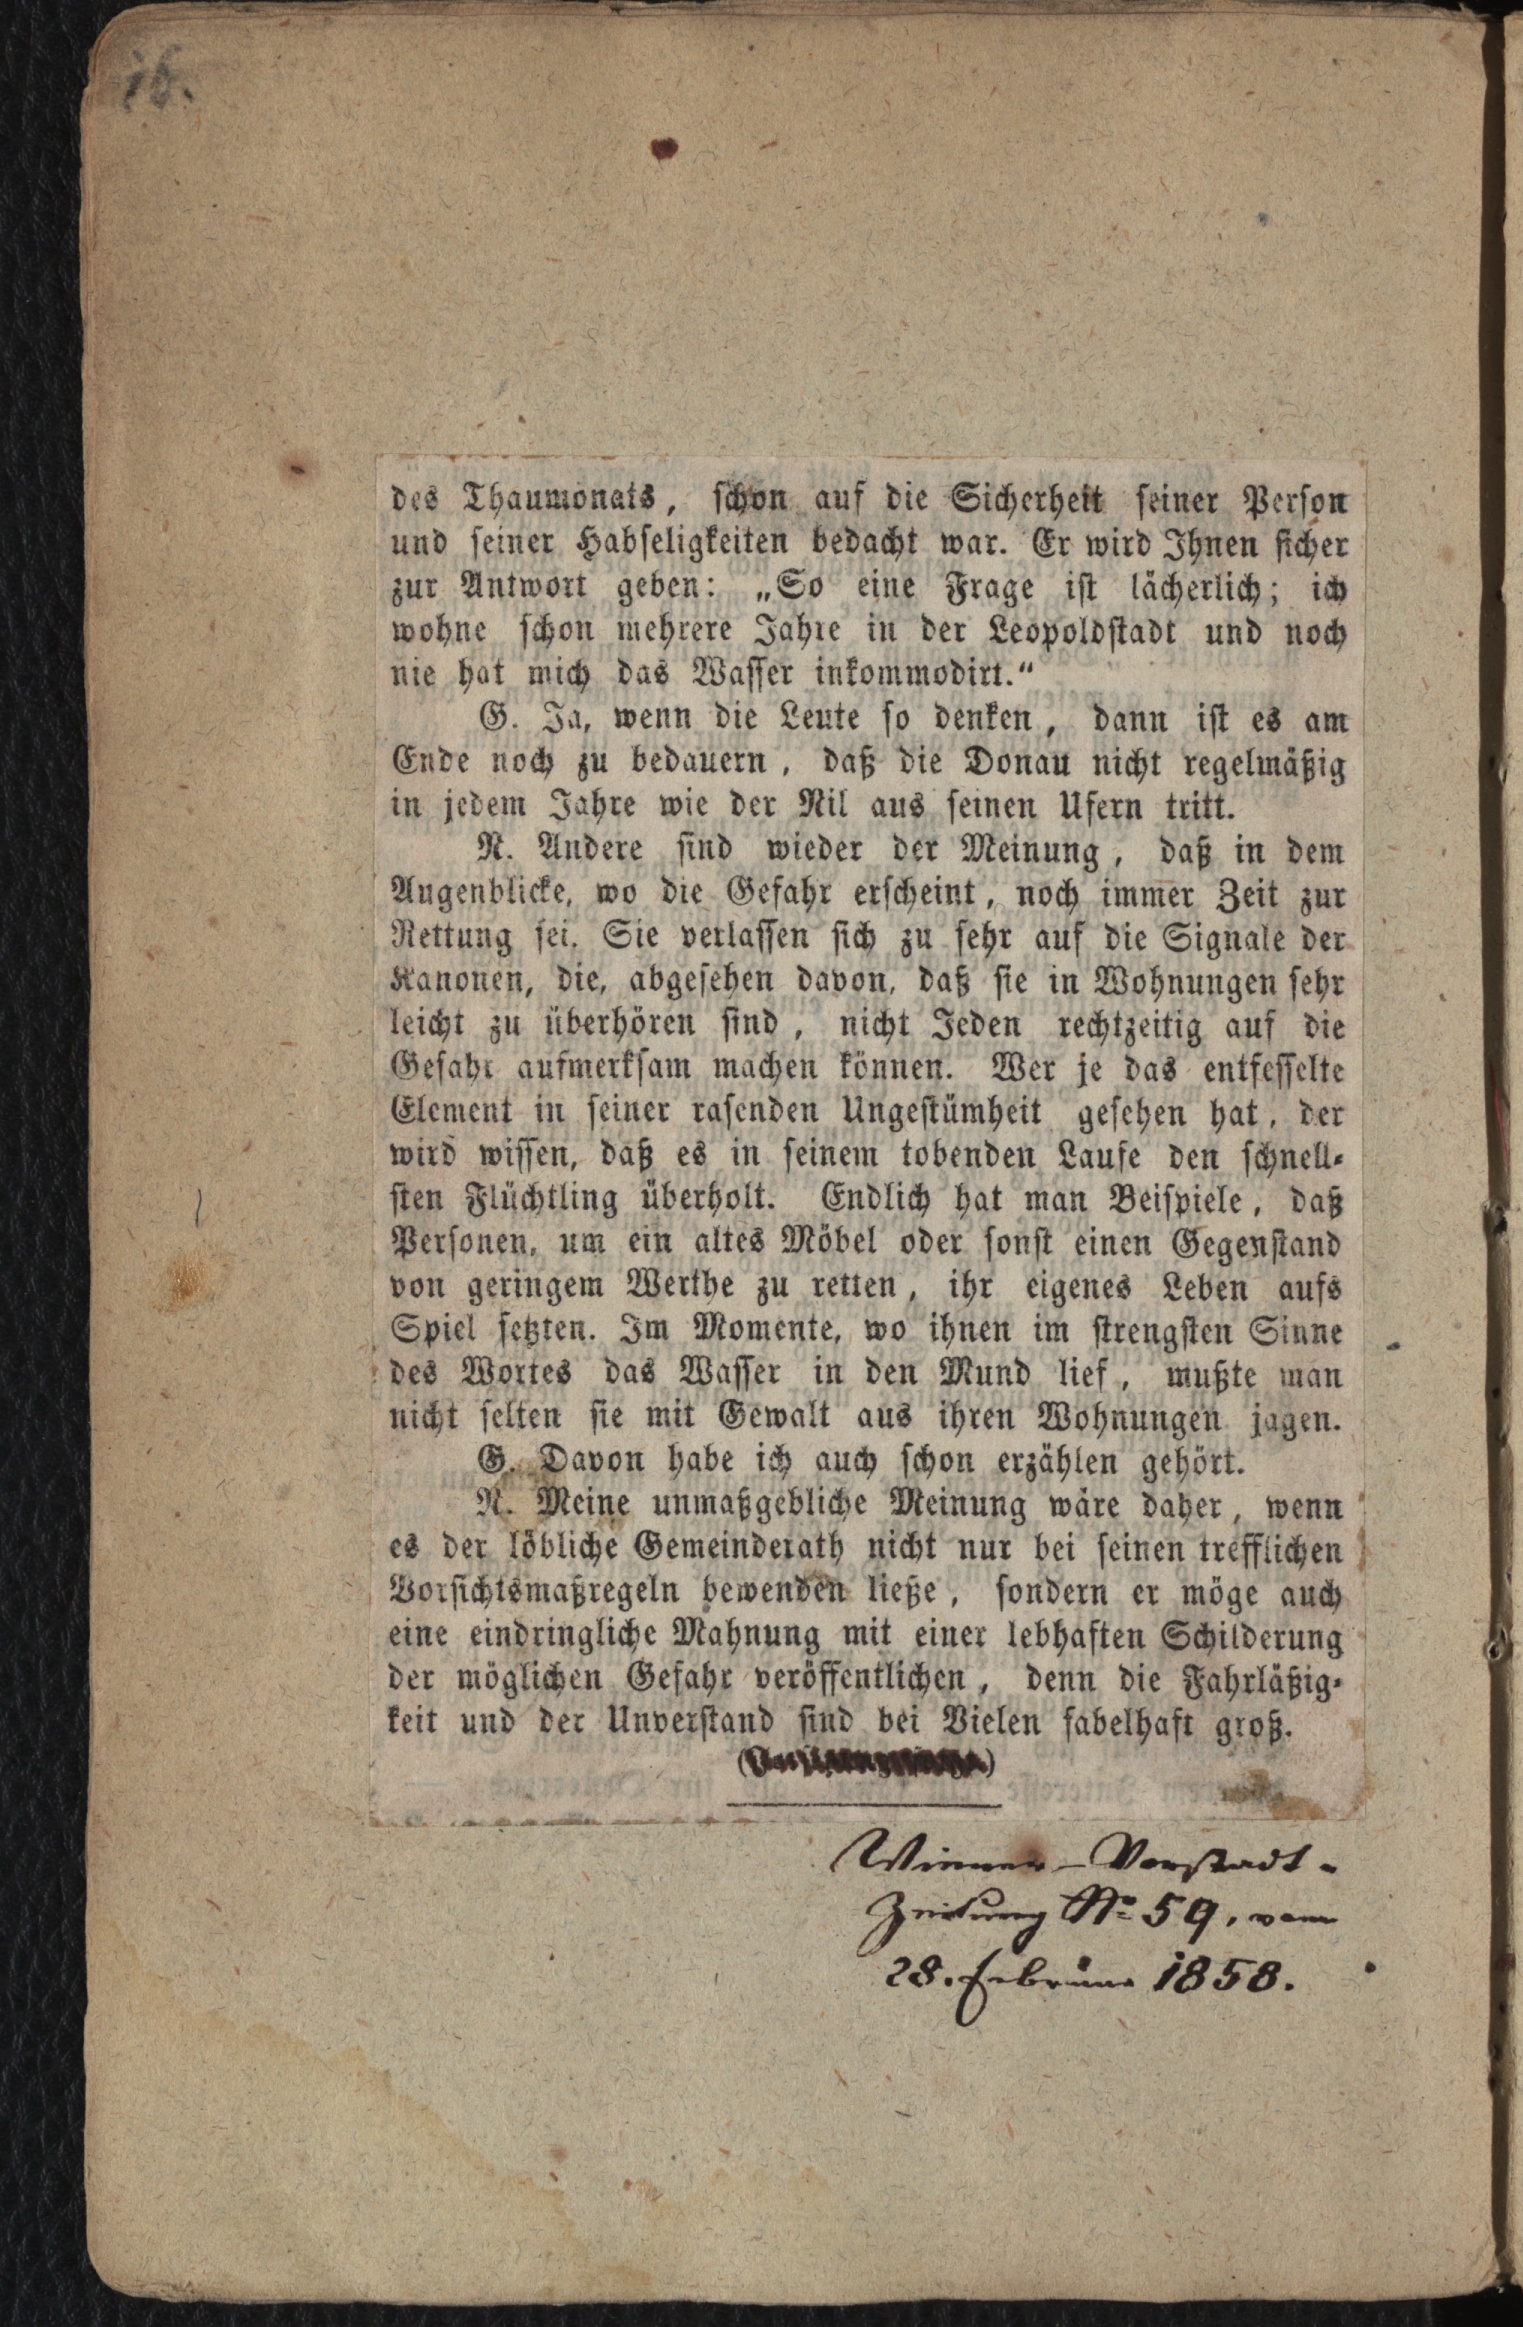 16.
des Thaumonats, schon auf die Sicherheit seiner Person
und seiner Habseligkeiten bedacht war. Er wird Ihnen sicher
zur Antwort geben: „So eine Frage ist lächerlich; ich
wohne schon mehrere Jahre in der Leopoldstadt und noch
nie hat mich das Wasser inkommodirt.“
G. Ja, wenn die Leute so denken, dann ist es am
Ende noch zu bedauern, daß die Donau nicht regelmäßig
in jedem Jahre wie der Nil aus seinen Ufern tritt.
N. Andere sind wieder der Meinung, daß in dem
Augenblicke, wo die Gefahr erscheint, noch immer Zeit zur
Rettung sei. Sie verlassen sich zu sehr auf die Signale der
Kanonen, die, abgesehen davon, daß sie in Wohnungen sehr
leicht zu überhören sind, nicht Jeden rechtzeitig auf die
Gefahr aufmerksam machen können. Wer je das entfesselte
Element in seiner rasenden Ungestümheit gesehen hat, der
wird wissen, daß es in seinem tobenden Laufe den schnell-
sten Flüchtling überholt. Endlich hat man Beispiele, daß
Personen, um ein altes Möbel oder sonst einen Gegenstand
von geringem Werthe zu retten, ihr eigenes Leben aufs
Spiel setzten. Im Momente, wo ihnen im strengsten Sinne
des Wortes das Wasser in den Mund lief, mußte man
nicht selten sie mit Gewalt aus ihren Wohnungen jagen.
G. Davon habe ich auch schon erzählen gehört.
N. Meine unmaßgebliche Meinung wäre daher, wenn
es der löbliche Gemeinderath nicht nur bei seinen trefflichen
Vorsichtsmaßregeln bewenden ließe, sondern er möge auch
eine eindringliche Mahnung mit einer lebhaften Schilderung
der möglichen Gefahr veröffentlichen, denn die Fahrläßig-
keit und der Unverstand sind bei Vielen fabelhaft groß.
Wiener-Vorstadt-
Zeitung No 59, vom
28. Februar 1858.